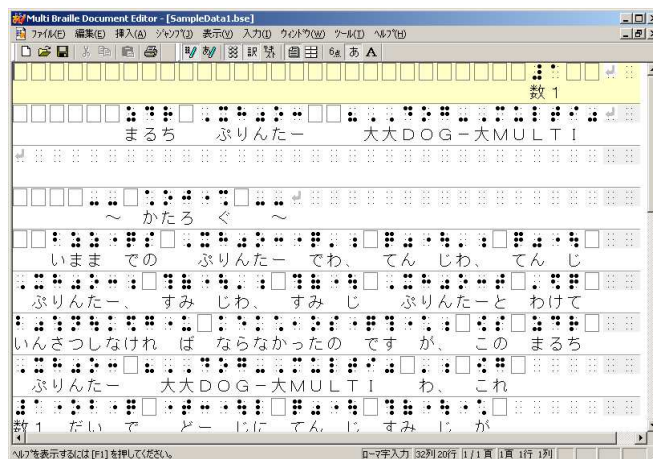 Multi Braille Document Editor - [SampleData1.bse]
ファイル(F) 編集(E) 挿入(A) ジャンプ(J) 表示(V) 入力(I) ウィンドウ(W) ツール(T) ヘルプ(H)
訳 6点 あ A
数1
まるち ぷりんたー 大大DOG-大MULTI
~ かたろ ぐ ~
いまま での ぷりんたー でわ、 てん じわ、 てん じ
ぷりんたー、 すみ じわ、 すみ じ ぷりんたーと わけて
いんさつしなけれ ば ならなかったの です が、 この まるち
ぷりんたー 大大DOG-大MULTI わ、 これ
数1 だい で どー じに てん じ すみ じ が
ヘルプを表示するには [F1] を押してください。 ローマ字入力 32列 20行 1 / 1 頁 1頁 1行 1列